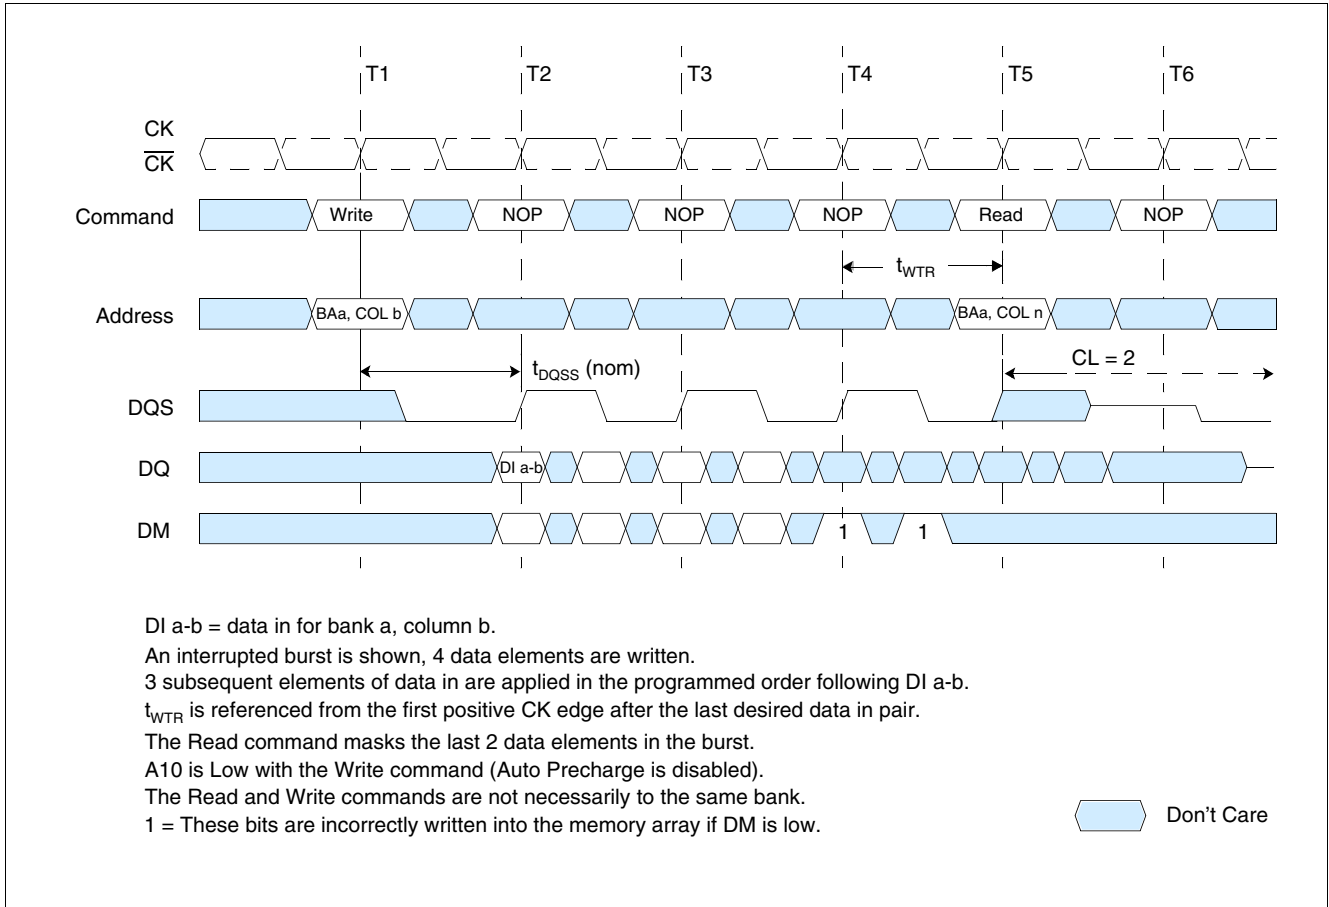 T1 T2 T3 T4 T5 T6
CK
CK
Command Write NOP NOP NOP Read NOP
tWTR
Address BAa, COL b BAa, COL n
tDQSS (nom) CL = 2
DQS
DQ DI a-b
DM 1 1
DI a-b = data in for bank a, column b.
An interrupted burst is shown, 4 data elements are written.
3 subsequent elements of data in are applied in the programmed order following DI a-b.
tWTR is referenced from the first positive CK edge after the last desired data in pair.
The Read command masks the last 2 data elements in the burst.
A10 is Low with the Write command (Auto Precharge is disabled).
The Read and Write commands are not necessarily to the same bank.
1 = These bits are incorrectly written into the memory array if DM is low.
Don't Care